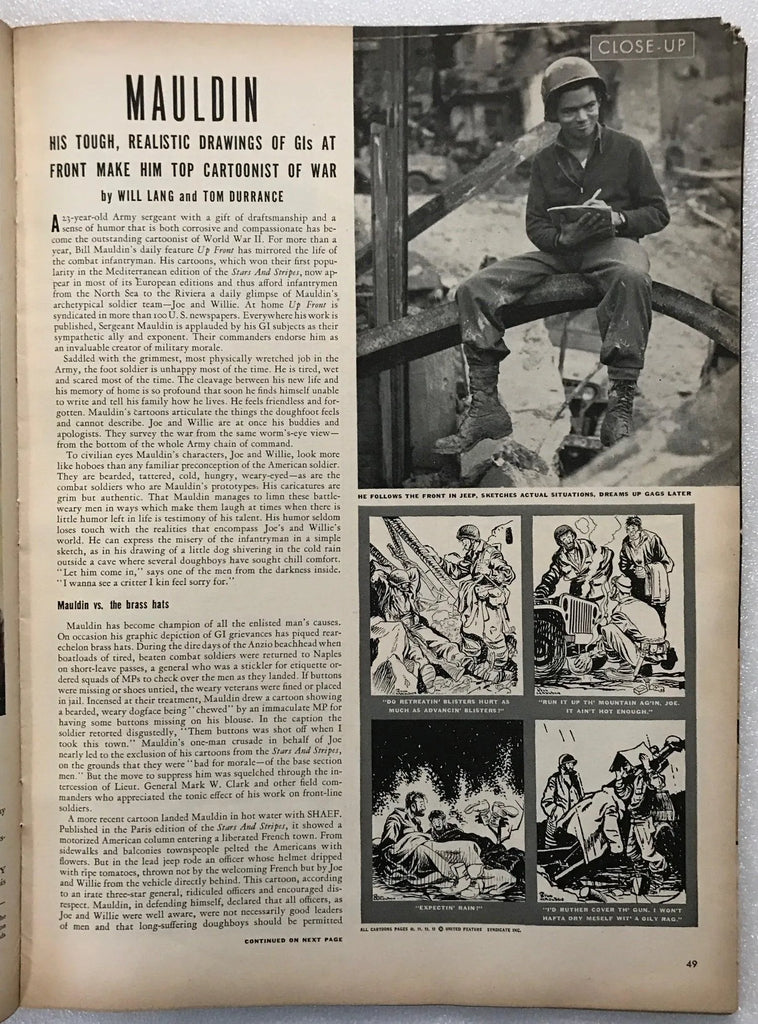 CLOSE-UP
MAULDIN
HIS TOUGH, REALISTIC DRAWINGS OF GIs AT
FRONT MAKE HIM TOP CARTOONIST OF WAR
by WILL LANG and TOM DURRANCE
A 23-year-old Army sergeant with a gift of draftsmanship and a
sense of humor that is both corrosive and compassionate has be-
come the outstanding cartoonist of World War II. For more than a
year, Bill Mauldin's daily feature Up Front has mirrored the life of
the combat infantryman. His cartoons, which won their first popu-
larity in the Mediterranean edition of the Stars And Stripes, now ap-
pear in most of its European editions and thus afford infantrymen
from the North Sea to the Riviera a daily glimpse of Mauldin's
archetypical soldier team—Joe and Willie. At home Up Front is
syndicated in more than 100 U. S. newspapers. Everywhere his work is
published, Sergeant Mauldin is applauded by his GI subjects as their
sympathetic ally and exponent. Their commanders endorse him as
an invaluable creator of military morale.
Saddled with the grimmest, most physically wretched job in the
Army, the foot soldier is unhappy most of the time. He is tired, wet
and scared most of the time. The cleavage between his new life and
his memory of home is so profound that soon he finds himself unable
to write and tell his family how he lives. He feels friendless and for-
gotten. Mauldin's cartoons articulate the things the doughfoot feels
and cannot describe. Joe and Willie are at once his buddies and
apologists. They survey the war from the same worm's-eye view—
from the bottom of the whole Army chain of command.
To civilian eyes Mauldin's characters, Joe and Willie, look more
like hoboes than any familiar preconception of the American soldier.
They are bearded, tattered, cold, hungry, weary-eyed—as are the
combat soldiers who are Mauldin's prototypes. His caricatures are
grim but authentic. That Mauldin manages to limn these battle-
weary men in ways which make them laugh at times when there is
little humor left in life is testimony of his talent. His humor seldom
loses touch with the realities that encompass Joe's and Willie's
world. He can express the misery of the infantryman in a simple
sketch, as in his drawing of a little dog shivering in the cold rain
outside a cave where several doughboys have sought chill comfort.
"Let him come in," says one of the men from the darkness inside.
"I wanna see a critter I kin feel sorry for."
Mauldin vs. the brass hats
Mauldin has become champion of all the enlisted man's causes.
On occasion his graphic depiction of GI grievances has piqued rear-
echelon brass hats. During the dire days of the Anzio beachhead when
boatloads of tired, beaten combat soldiers were returned to Naples
on short-leave passes, a general who was a stickler for etiquette or-
dered squads of MPs to check over the men as they landed. If buttons
were missing or shoes untied, the weary veterans were fined or placed
in jail. Incensed at their treatment, Mauldin drew a cartoon showing
a bearded, weary dogface being "chewed" by an immaculate MP for
having some buttons missing on his blouse. In the caption the
soldier retorted disgustedly, "Them buttons was shot off when I
took this town." Mauldin's one-man crusade in behalf of Joe
nearly led to the exclusion of his cartoons from the Stars And Stripes,
on the grounds that they were "bad for morale—of the base section
men." But the move to suppress him was squelched through the in-
tercession of Lieut. General Mark W. Clark and other field com-
manders who appreciated the tonic effect of his work on front-line
soldiers.
A more recent cartoon landed Mauldin in hot water with SHAEF.
Published in the Paris edition of the Stars And Stripes, it showed a
motorized American column entering a liberated French town. From
sidewalks and balconies townspeople pelted the Americans with
flowers. But in the lead jeep rode an officer whose helmet dripped
with ripe tomatoes, thrown not by the welcoming French but by Joe
and Willie from the vehicle directly behind. This cartoon, according
to an irate three-star general, ridiculed officers and encouraged dis-
respect. Mauldin, in defending himself, declared that all officers, as
Joe and Willie were well aware, were not necessarily good leaders
of men and that long-suffering doughboys should be permitted
CONTINUED ON NEXT PAGE
HE FOLLOWS THE FRONT IN JEEP, SKETCHES ACTUAL SITUATIONS, DREAMS UP GAGS LATER
"DO RETREATIN' BLISTERS HURT AS
MUCH AS ADVANCIN' BLISTERS?"
"RUN IT UP TH' MOUNTAIN AG'IN, JOE.
IT AIN'T HOT ENOUGH."
"EXPECTIN' RAIN?"
"I'D RUTHER COVER TH' GUN. I WON'T
HAFTA DRY MESELF WIT' A OILY RAG."
ALL CARTOONS PAGES
© UNITED FEATURE SYNDICATE INC.
49